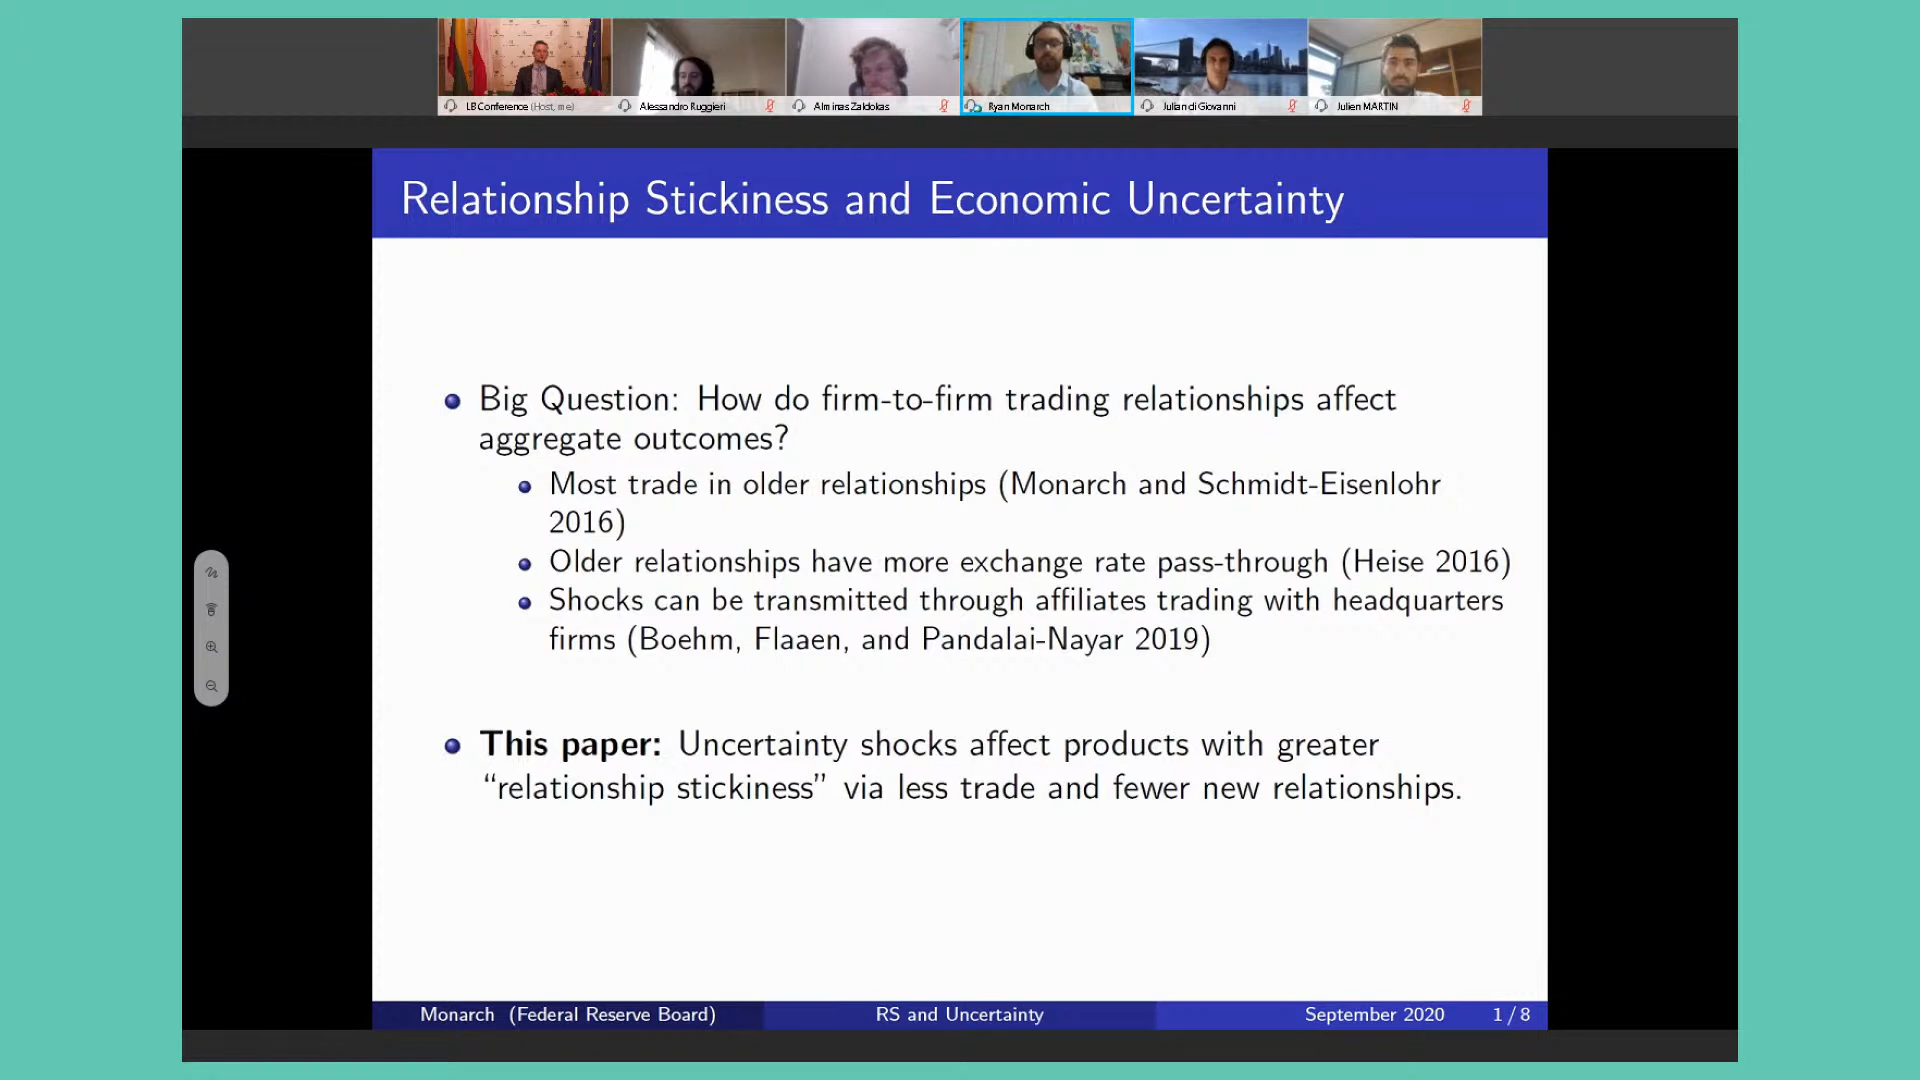 LB Conference (Host, me)
Alessandro Ruggieri
Alminas Zaldokas
Ryan Monarch
Julian di Giovanni
Julien MARTIN
Relationship Stickiness and Economic Uncertainty
Big Question: How do firm-to-firm trading relationships affect
aggregate outcomes?
Most trade in older relationships (Monarch and Schmidt-Eisenlohr
2016)
Older relationships have more exchange rate pass-through (Heise 2016)
Shocks can be transmitted through affiliates trading with headquarters
firms (Boehm, Flaaen, and Pandalai-Nayar 2019)
This paper: Uncertainty shocks affect products with greater
“relationship stickiness” via less trade and fewer new relationships.
Monarch (Federal Reserve Board)
RS and Uncertainty
September 2020
1 / 8